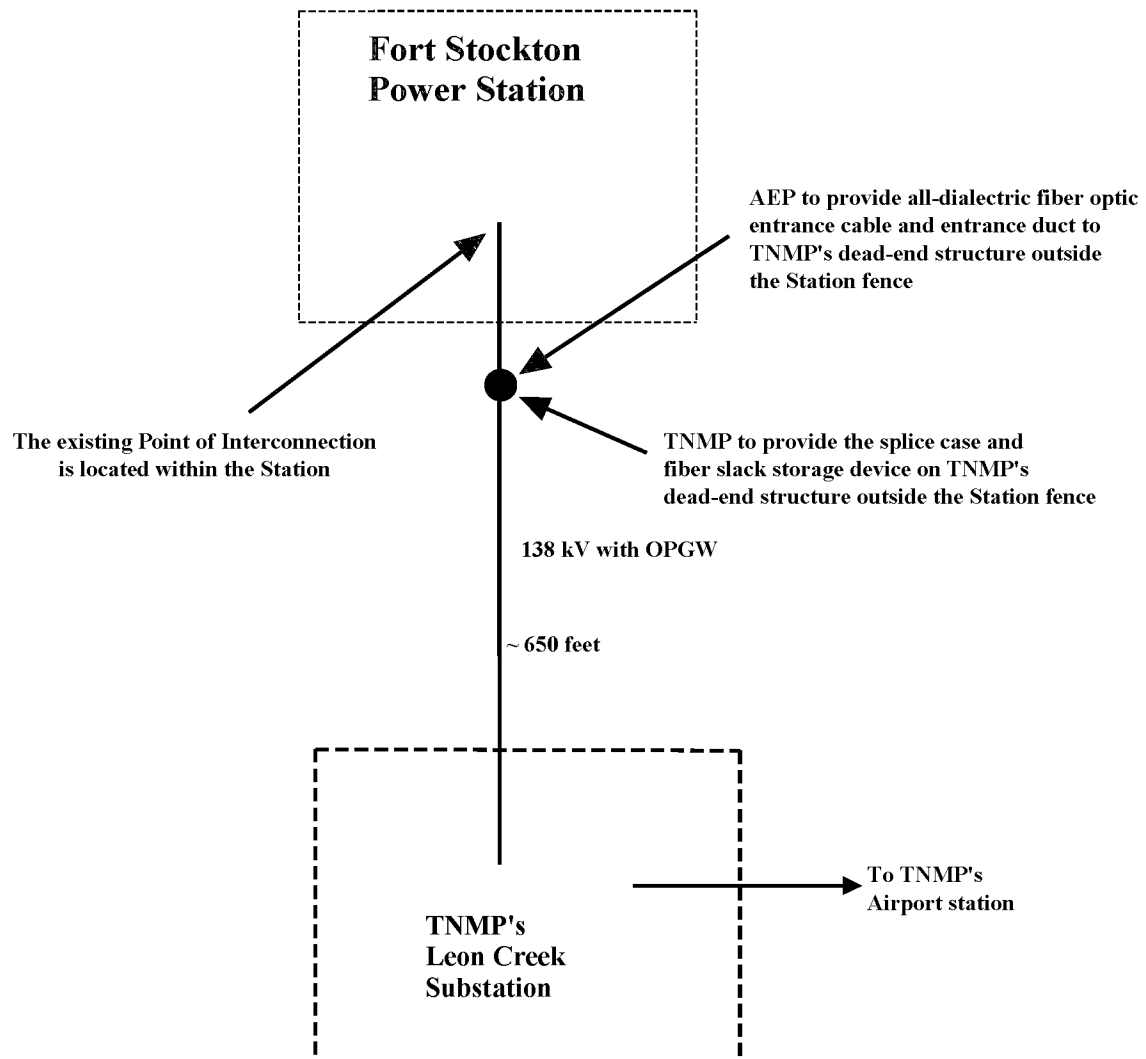 Fort Stockton
Power Station
AEP to provide all-dialectric fiber optic
entrance cable and entrance duct to
TNMP's dead-end structure outside
the Station fence
The existing Point of Interconnection
is located within the Station
TNMP to provide the splice case and
fiber slack storage device on TNMP's
dead-end structure outside the Station fence
138 kV with OPGW
~ 650 feet
To TNMP's
Airport station
TNMP's
Leon Creek
Substation